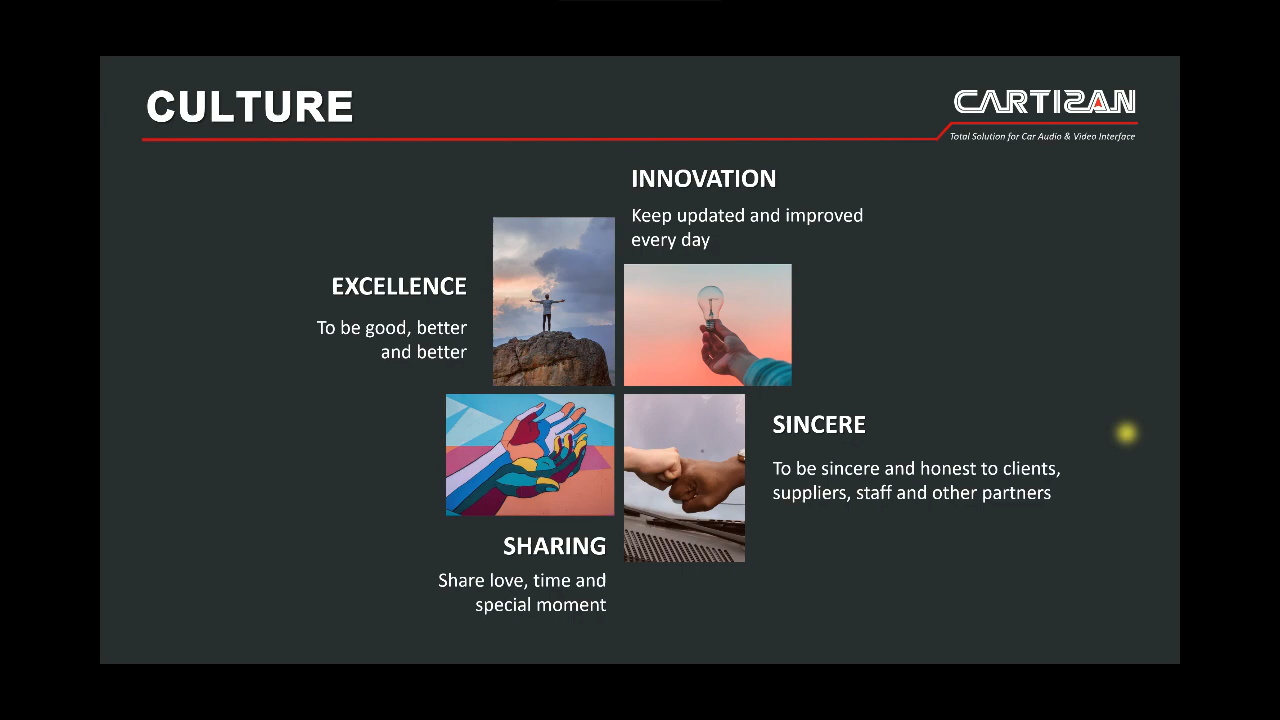 CULTURE
CARTIZAN
Total Solution for Car Audio & Video Interface
INNOVATION
Keep updated and improved
every day
EXCELLENCE
To be good, better
and better
SINCERE
To be sincere and honest to clients,
suppliers, staff and other partners
SHARING
Share love, time and
special moment